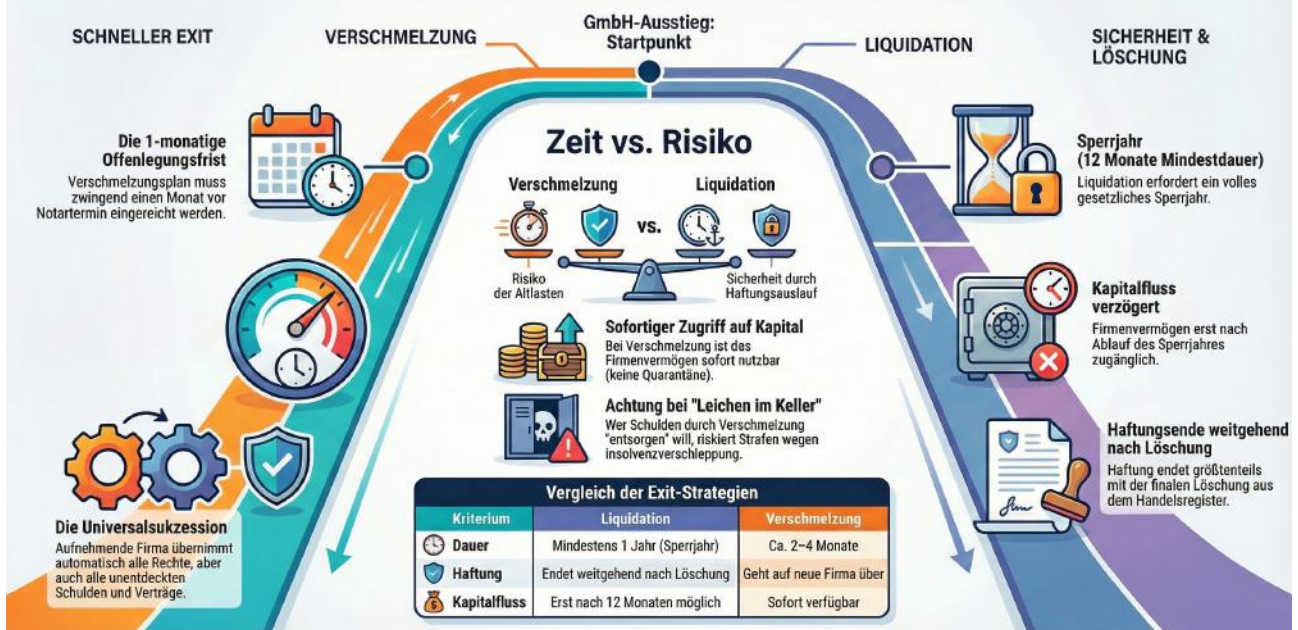 SCHNELLER EXIT
VERSCHMELZUNG
GmbH-Ausstieg:
Startpunkt
LIQUIDATION
SICHERHEIT &
LÖSCHUNG
Die 1-monatige
Offenlegungsfrist
Verschmelzungsplan muss
zwingend einen Monat vor
Notartermin eingereicht werden.
Die Universalsukzession
Aufnehmende Firma übernimmt
automatisch alle Rechte, aber
auch alle unentdeckten
Schulden und Verträge.
Zeit vs. Risiko
Verschmelzung
Liquidation
vs.
Risiko
der Altlasten
Sicherheit durch
Haftungsauslauf
Sofortiger Zugriff auf Kapital
Bei Verschmelzung ist das
Firmenvermögen sofort nutzbar
(keine Quarantäne).
Achtung bei "Leichen im Keller"
Wer Schulden durch Verschmelzung
"entsorgen" will, riskiert Strafen wegen
insolvenzverschleppung.
Vergleich der Exit-Strategien
Kriterium Liquidation Verschmelzung
Dauer Mindestens 1 Jahr (Sperrjahr) Ca. 2–4 Monate
Haftung Endet weitgehend nach Löschung Geht auf neue Firma über
$ Kapitalfluss Erst nach 12 Monaten möglich Sofort verfügbar
Sperrjahr
(12 Monate Mindestdauer)
Liquidation erfordert ein volles
gesetzliches Sperrjahr.
Kapitalfluss
verzögert
Firmenvermögen erst nach
Ablauf des Sperrjahres
zugänglich.
Haftungsende weitgehend
nach Löschung
Haftung endet größtenteils
mit der finalen Löschung aus
dem Handelsregister.